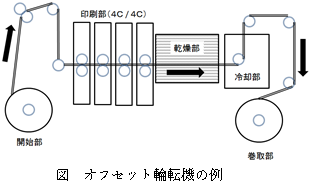 印刷部(4C/4C)
乾燥部
冷却部
開始部
巻取部
図 オフセット輪転機の例